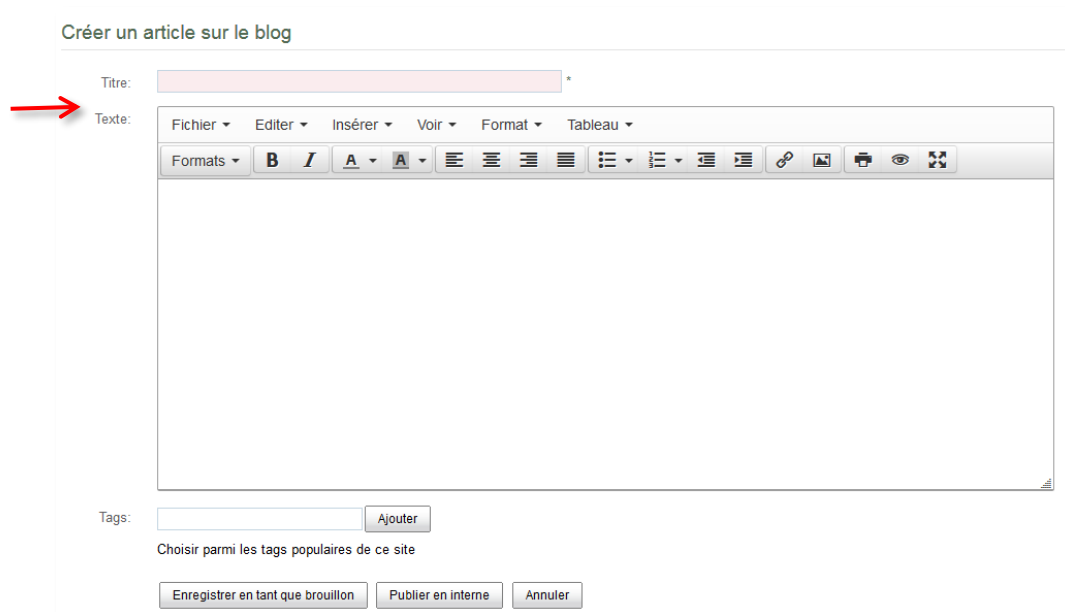 Créer un article sur le blog
Titre: *
Texte:
Fichier Editer Insérer Voir Format Tableau
Formats B I A A
Tags: Ajouter
Choisir parmi les tags populaires de ce site
Enregistrer en tant que brouillon Publier en interne Annuler